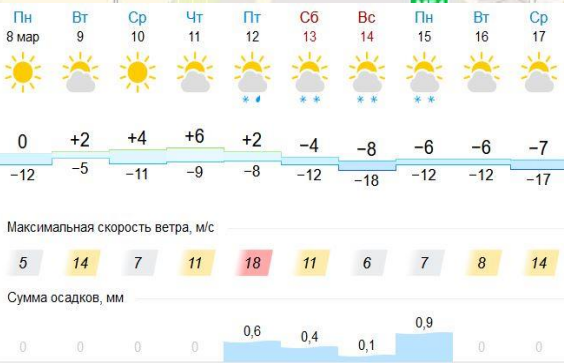 Пн Вт Ср Чт Пт Сб Вс Пн Вт Ср
8 мар 9 10 11 12 13 14 15 16 17
0 +2 +4 +6 +2 −4 −8 −6 −6 −7
−12 −5 −11 −9 −8 −12 −18 −12 −12 −17
Максимальная скорость ветра, м/с
5 14 7 11 18 11 6 7 8 14
Сумма осадков, мм
0 0 0 0 0,6 0,4 0,1 0,9 0 0